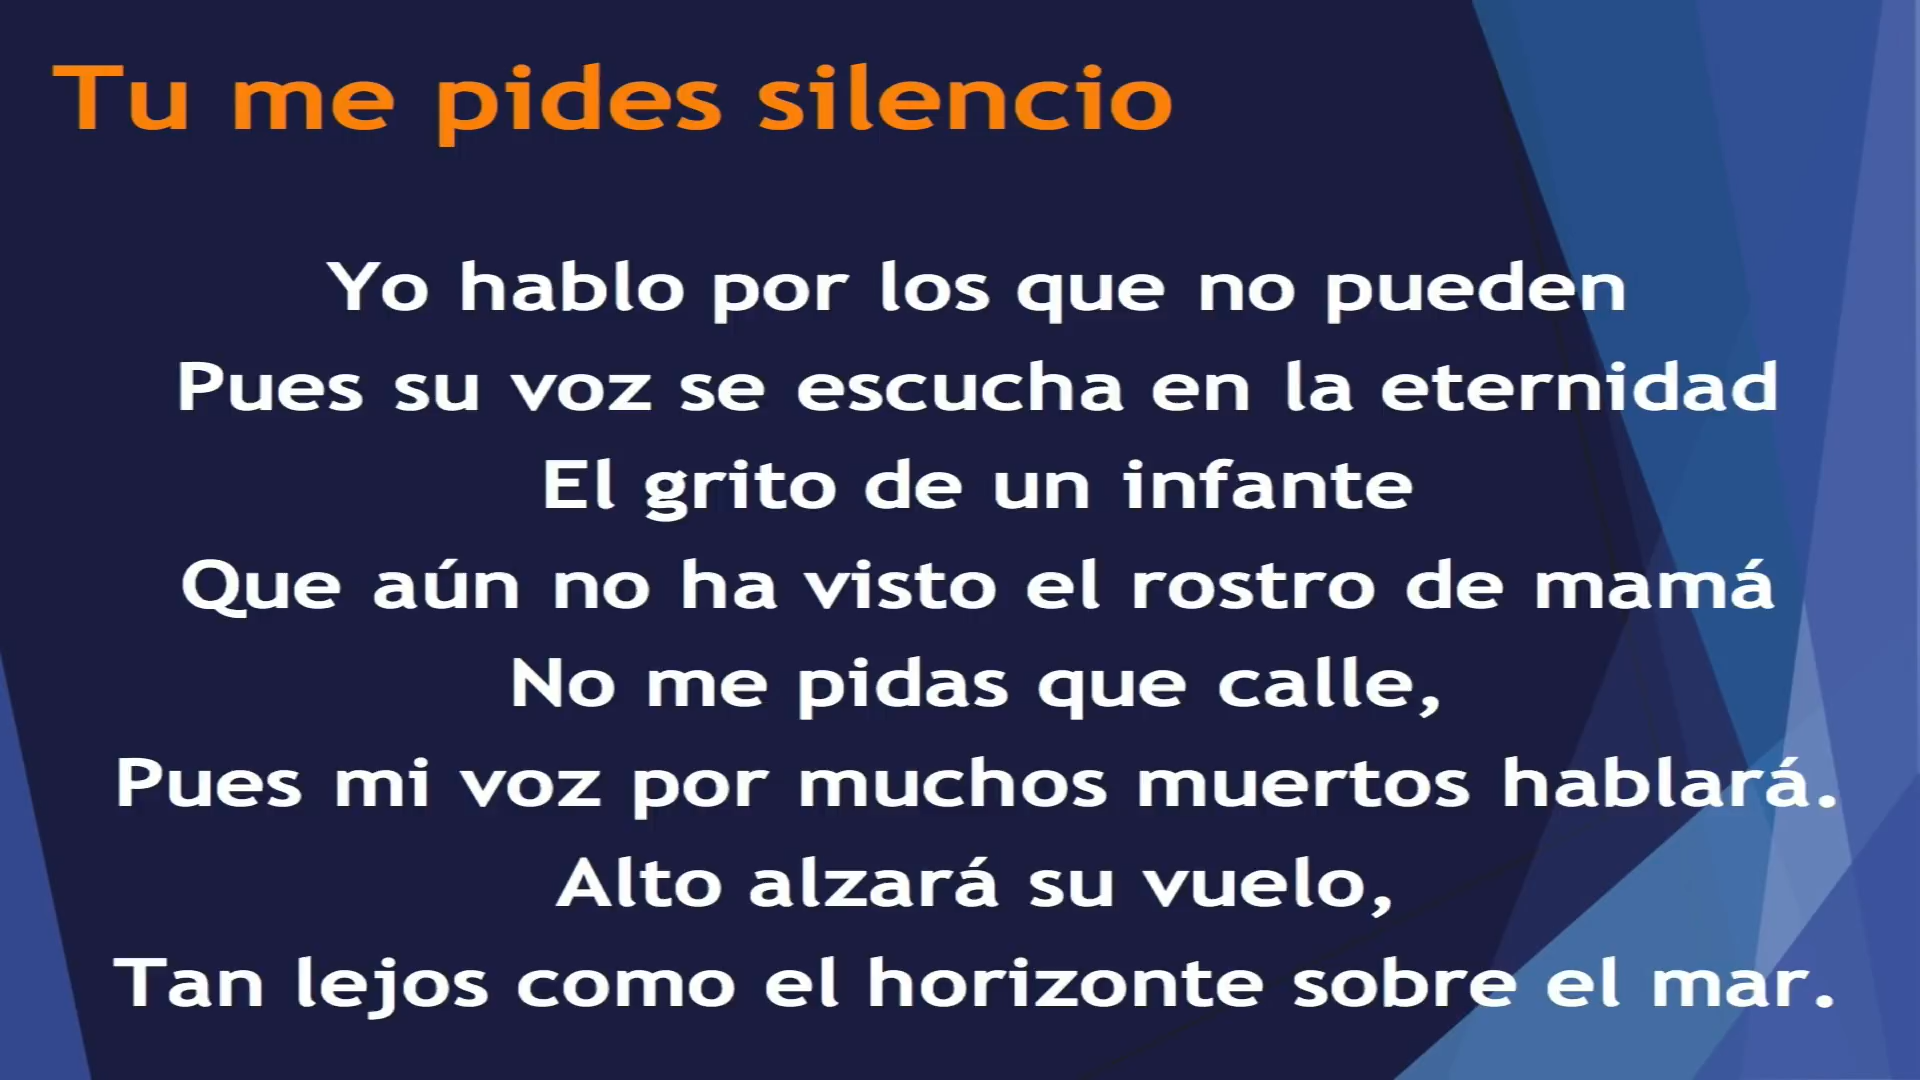 Tu me pides silencio
Yo hablo por los que no pueden
Pues su voz se escucha en la eternidad
El grito de un infante
Que aún no ha visto el rostro de mamá
No me pidas que calle,
Pues mi voz por muchos muertos hablará.
Alto alzará su vuelo,
Tan lejos como el horizonte sobre el mar.